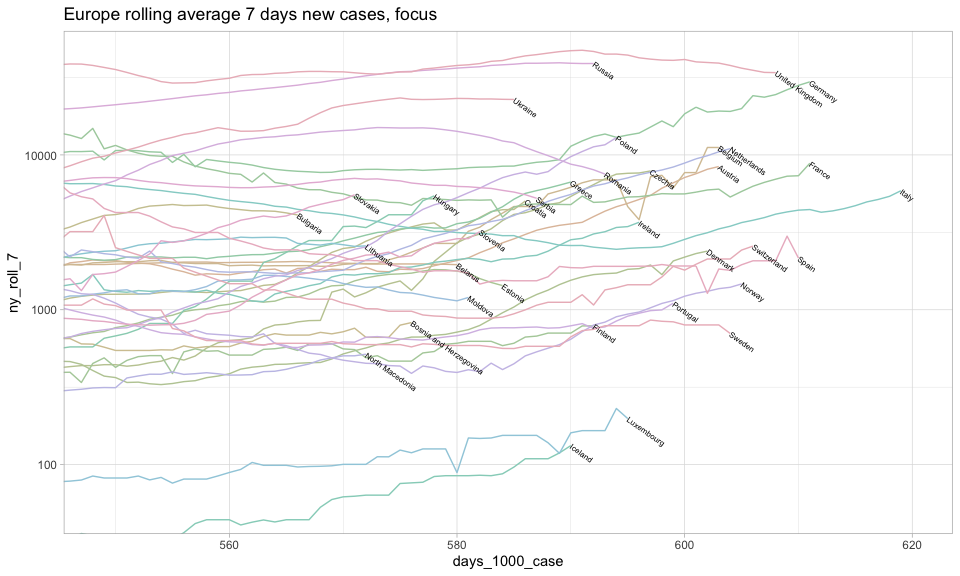 Europe rolling average 7 days new cases, focus
ny_roll_7
10000
1000
100
Russia
United Kingdom
Germany
Ukraine
Poland
Netherlands
Belgium
Austria
France
Italy
Romania
Czechia
Greece
Slovakia
Hungary
Serbia
Croatia
Bulgaria
Ireland
Slovenia
Lithuania
Belarus
Estonia
Denmark
Switzerland
Spain
Norway
Moldova
Portugal
Sweden
Finland
Bosnia and Herzegovina
North Macedonia
Luxembourg
Iceland
560
580
600
620
days_1000_case